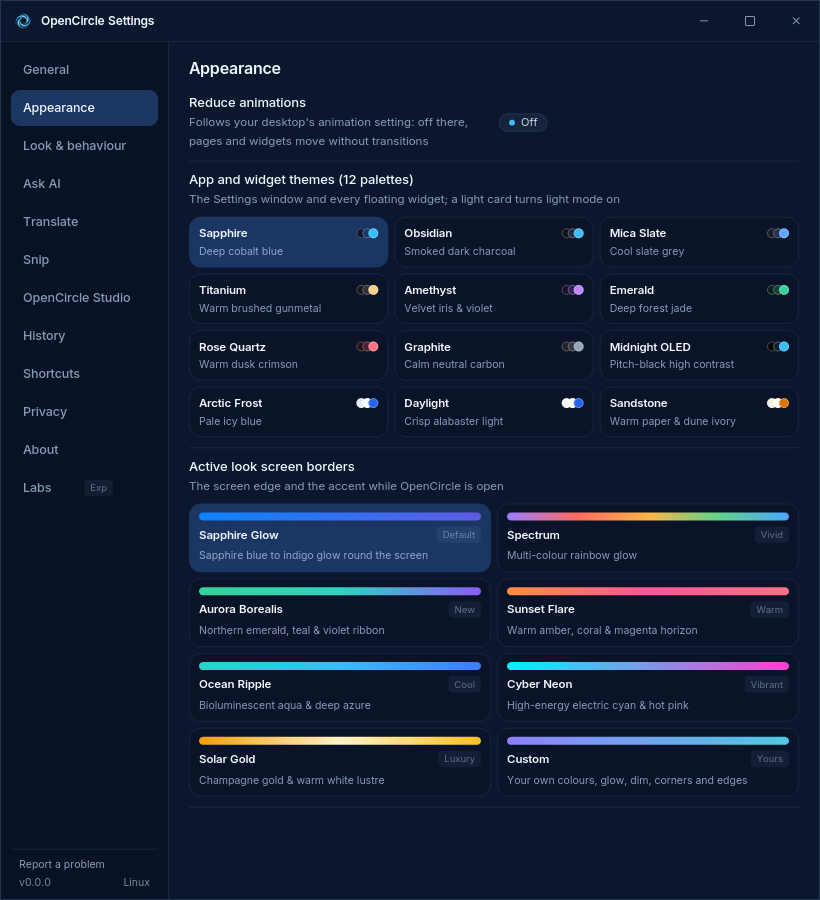 OpenCircle Settings
General
Appearance
Look & behaviour
Ask AI
Translate
Snip
OpenCircle Studio
History
Shortcuts
Privacy
About
Labs Exp
Report a problem
v0.0.0 Linux
Appearance
Reduce animations
Follows your desktop's animation setting: off there,
pages and widgets move without transitions
Off
App and widget themes (12 palettes)
The Settings window and every floating widget; a light card turns light mode on
Sapphire
Deep cobalt blue
Obsidian
Smoked dark charcoal
Mica Slate
Cool slate grey
Titanium
Warm brushed gunmetal
Amethyst
Velvet iris & violet
Emerald
Deep forest jade
Rose Quartz
Warm dusk crimson
Graphite
Calm neutral carbon
Midnight OLED
Pitch-black high contrast
Arctic Frost
Pale icy blue
Daylight
Crisp alabaster light
Sandstone
Warm paper & dune ivory
Active look screen borders
The screen edge and the accent while OpenCircle is open
Sapphire Glow Default
Sapphire blue to indigo glow round the screen
Spectrum Vivid
Multi-colour rainbow glow
Aurora Borealis New
Northern emerald, teal & violet ribbon
Sunset Flare Warm
Warm amber, coral & magenta horizon
Ocean Ripple Cool
Bioluminescent aqua & deep azure
Cyber Neon Vibrant
High-energy electric cyan & hot pink
Solar Gold Luxury
Champagne gold & warm white lustre
Custom Yours
Your own colours, glow, dim, corners and edges